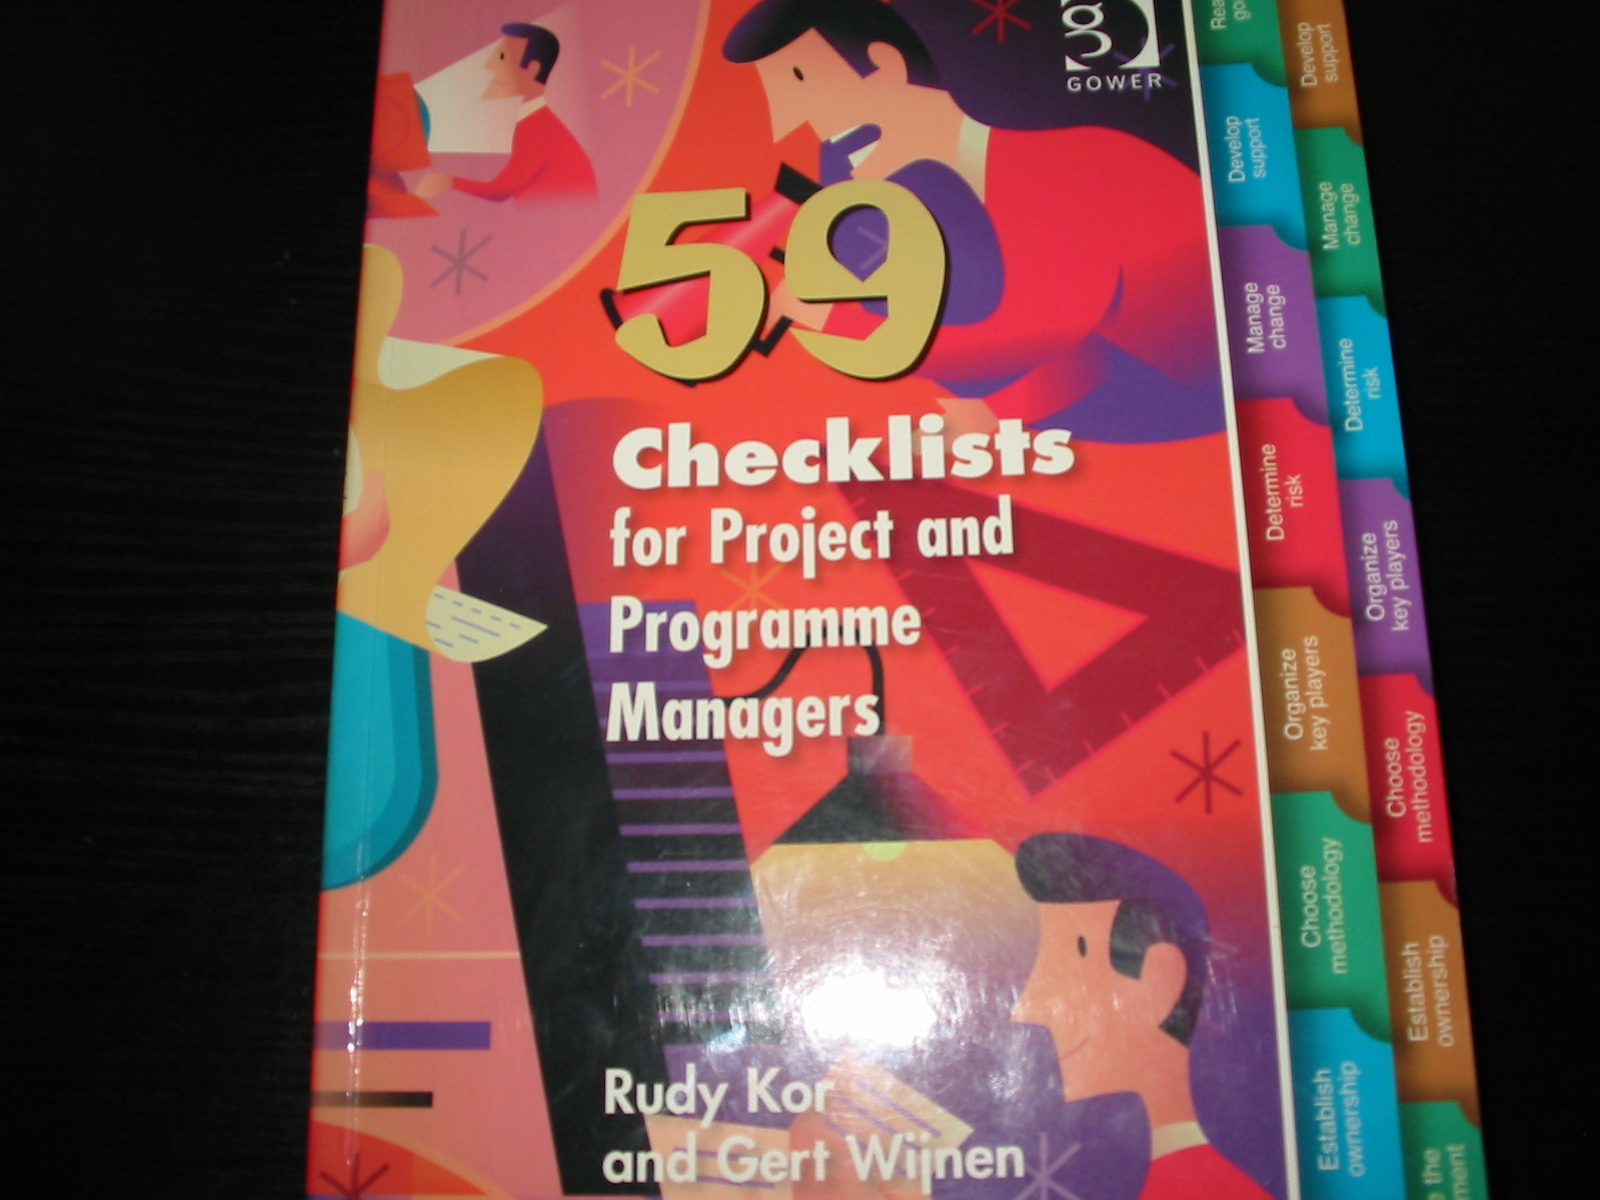 GOWER
59
Checklists
for Project and
Programme
Managers
Rudy Kor
and Gert Wijnen
Develop
support
Manage
change
Determine
risk
Organize
key players
Choose
methodology
Establish
ownership
Develop
support
Manage
change
Determine
risk
Organize
key players
Choose
methodology
Establish
ownership
the